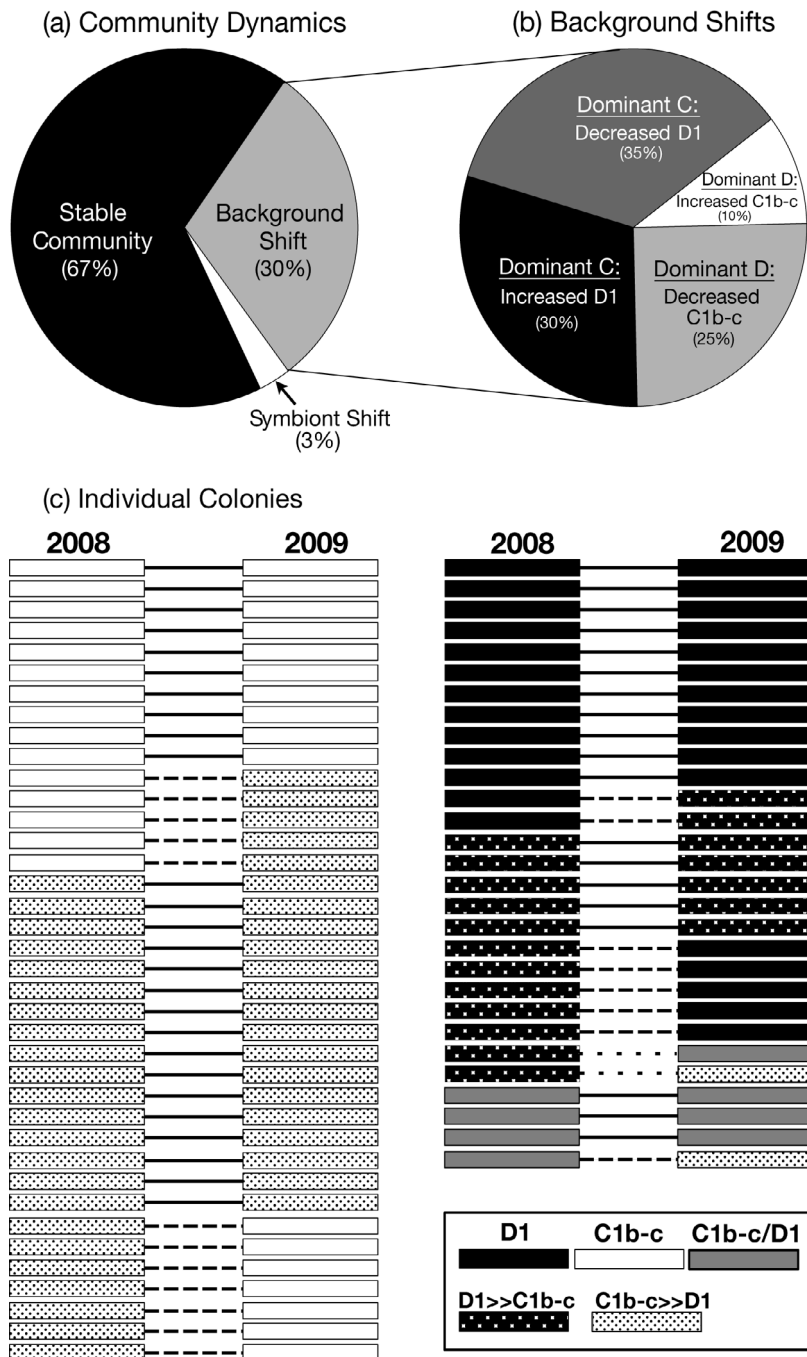 (a) Community Dynamics
Stable
Community
(67%)
Background
Shift
(30%)
Symbiont Shift
(3%)
(b) Background Shifts
Dominant C:
Decreased D1
(35%)
Dominant D:
Increased C1b-c
(10%)
Dominant C:
Increased D1
(30%)
Dominant D:
Decreased
C1b-c
(25%)
(c) Individual Colonies
2008
2009
2008
2009
D1
C1b-c
C1b-c/D1
D1>>C1b-c
C1b-c>>D1